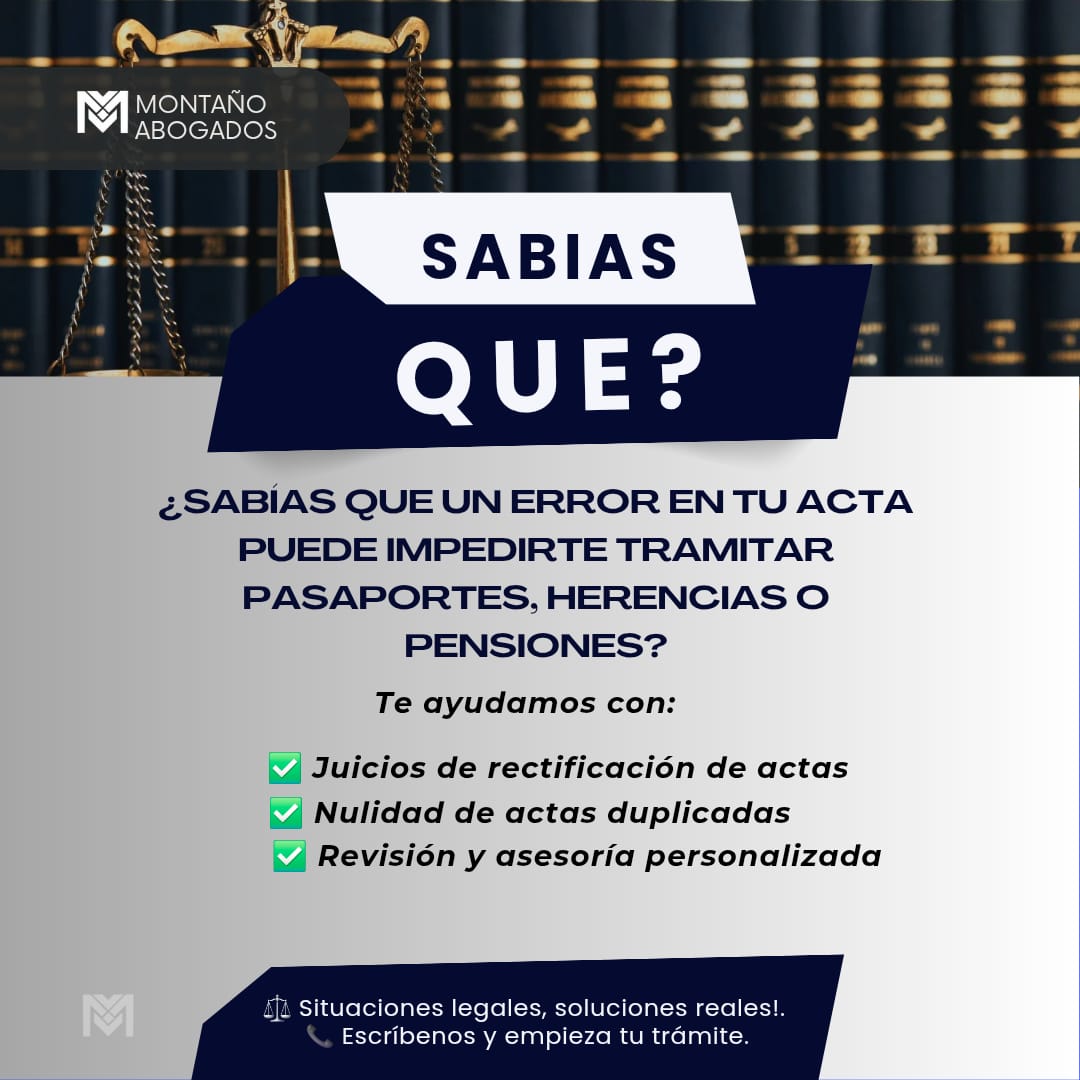 MONTAÑO
ABOGADOS
SABIAS
QUE?
¿SABÍAS QUE UN ERROR EN TU ACTA
PUEDE IMPEDIRTE TRAMITAR
PASAPORTES, HERENCIAS O
PENSIONES?
Te ayudamos con:
✅ Juicios de rectificación de actas
✅ Nulidad de actas duplicadas
✅ Revisión y asesoría personalizada
⚖️ Situaciones legales, soluciones reales!.
📞 Escríbenos y empieza tu trámite.